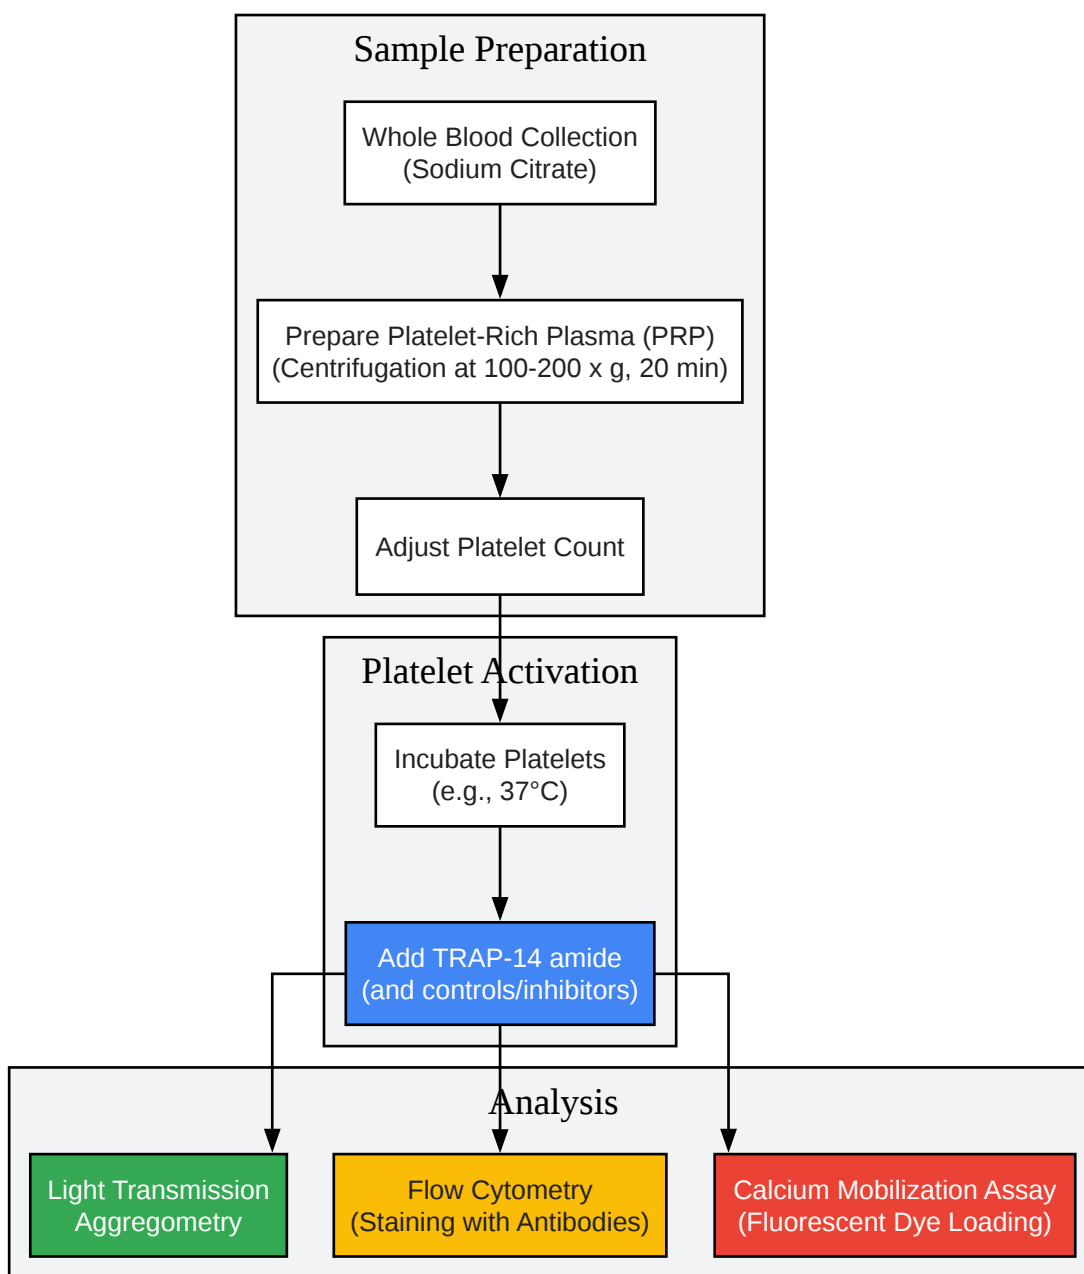 Sample Preparation
Whole Blood Collection
(Sodium Citrate)
Prepare Platelet-Rich Plasma (PRP)
(Centrifugation at 100-200 x g, 20 min)
Adjust Platelet Count
Platelet Activation
Incubate Platelets
(e.g., 37°C)
Add TRAP-14 amide
(and controls/inhibitors)
Analysis
Light Transmission
Aggregometry
Flow Cytometry
(Staining with Antibodies)
Calcium Mobilization Assay
(Fluorescent Dye Loading)